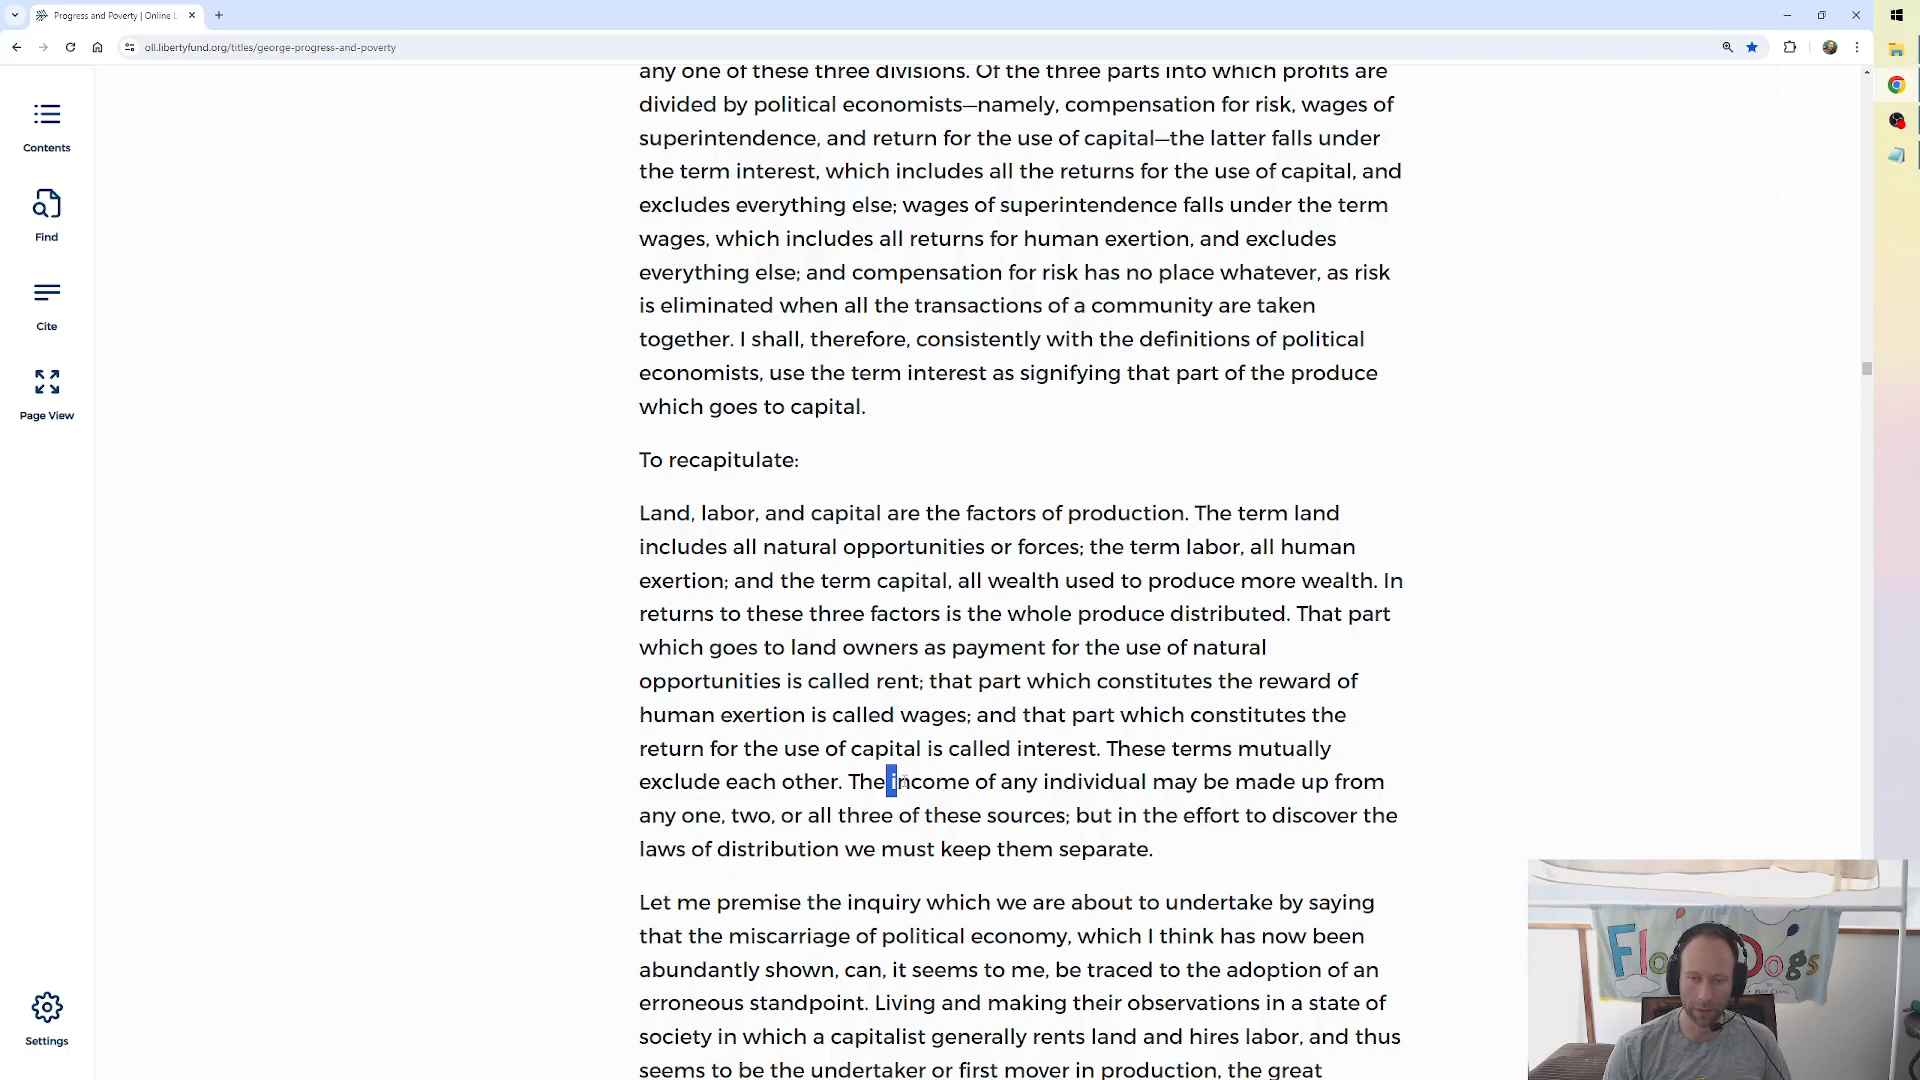 Progress and Poverty | Online L
oll.libertyfund.org/titles/george-progress-and-poverty
Contents
Find
Cite
Page View
Settings
any one of these three divisions. Of the three parts into which profits are
divided by political economists—namely, compensation for risk, wages of
superintendence, and return for the use of capital—the latter falls under
the term interest, which includes all the returns for the use of capital, and
excludes everything else; wages of superintendence falls under the term
wages, which includes all returns for human exertion, and excludes
everything else; and compensation for risk has no place whatever, as risk
is eliminated when all the transactions of a community are taken
together. I shall, therefore, consistently with the definitions of political
economists, use the term interest as signifying that part of the produce
which goes to capital.
To recapitulate:
Land, labor, and capital are the factors of production. The term land
includes all natural opportunities or forces; the term labor, all human
exertion; and the term capital, all wealth used to produce more wealth. In
returns to these three factors is the whole produce distributed. That part
which goes to land owners as payment for the use of natural
opportunities is called rent; that part which constitutes the reward of
human exertion is called wages; and that part which constitutes the
return for the use of capital is called interest. These terms mutually
exclude each other. The income of any individual may be made up from
any one, two, or all three of these sources; but in the effort to discover the
laws of distribution we must keep them separate.
Let me premise the inquiry which we are about to undertake by saying
that the miscarriage of political economy, which I think has now been
abundantly shown, can, it seems to me, be traced to the adoption of an
erroneous standpoint. Living and making their observations in a state of
society in which a capitalist generally rents land and hires labor, and thus
seems to be the undertaker or first mover in production, the great